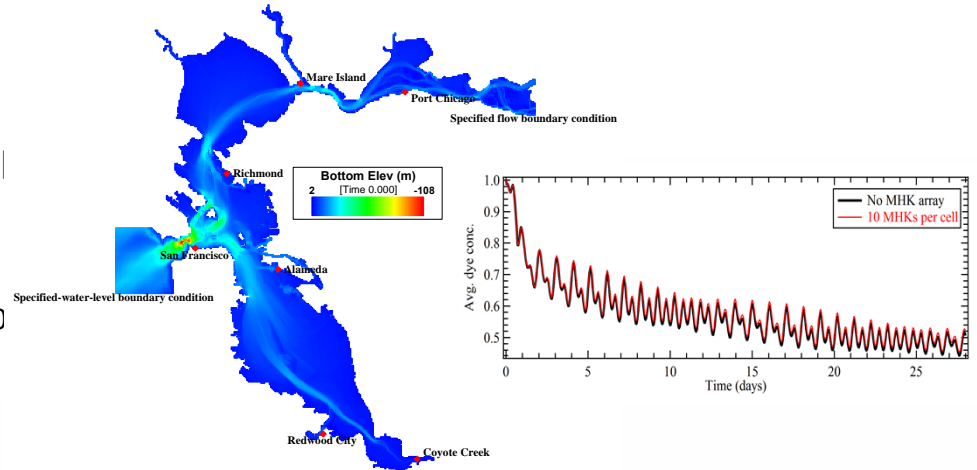 Mare Island
Port Chicago
Specified flow boundary condition
Richmond
Bottom Elev (m)
2 [Time 0.000] -108
San Francisco
Alameda
Specified-water-level boundary condition
Redwood City
Coyote Creek
1.0
0.9
0.8
0.7
0.6
0.5
Avg. dye conc.
No MHK array
10 MHKs per cell
0 5 10 15 20 25
Time (days)